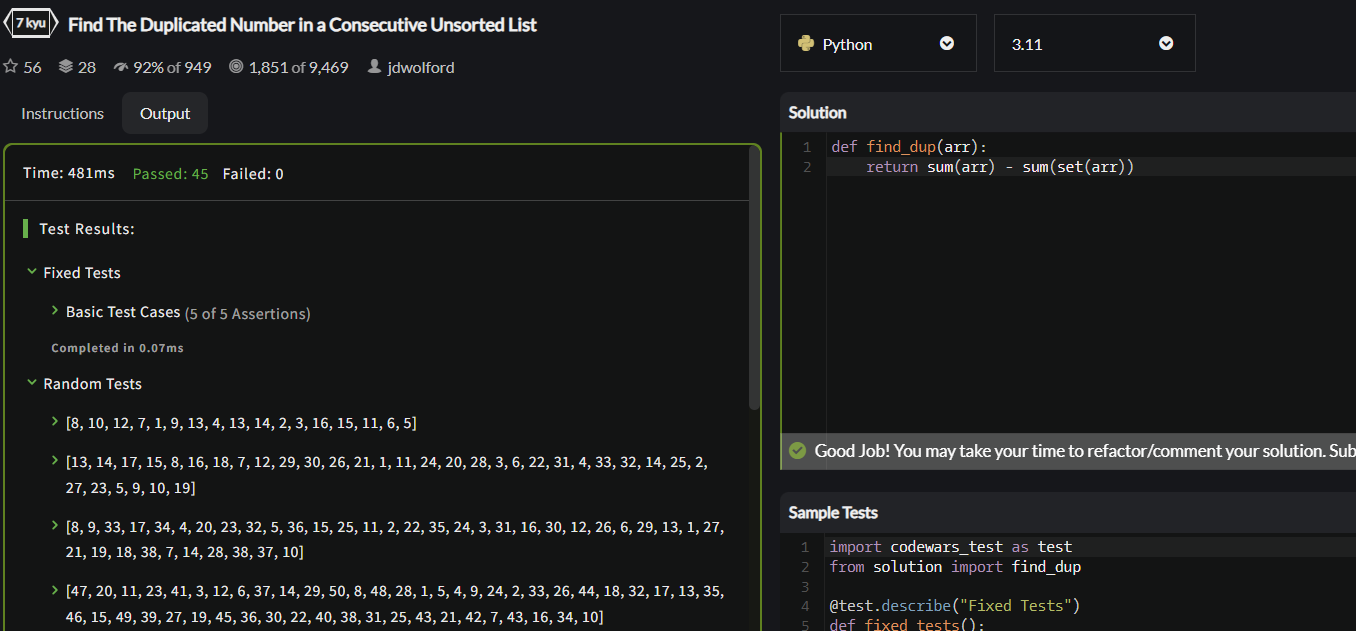 7 kyu Find The Duplicated Number in a Consecutive Unsorted List
56 28 92% of 949 1,851 of 9,469 jdwolford
Instructions Output
Time: 481ms Passed: 45 Failed: 0
Test Results:
Fixed Tests
Basic Test Cases (5 of 5 Assertions)
Completed in 0.07ms
Random Tests
[8, 10, 12, 7, 1, 9, 13, 4, 13, 14, 2, 3, 16, 15, 11, 6, 5]
[13, 14, 17, 15, 8, 16, 18, 7, 12, 29, 30, 26, 21, 1, 11, 24, 20, 28, 3, 6, 22, 31, 4, 33, 32, 14, 25, 2,
27, 23, 5, 9, 10, 19]
[8, 9, 33, 17, 34, 4, 20, 23, 32, 5, 36, 15, 25, 11, 2, 22, 35, 24, 3, 31, 16, 30, 12, 26, 6, 29, 13, 1, 27,
21, 19, 18, 38, 7, 14, 28, 38, 37, 10]
[47, 20, 11, 23, 41, 3, 12, 6, 37, 14, 29, 50, 8, 48, 28, 1, 5, 4, 9, 24, 2, 33, 26, 44, 18, 32, 17, 13, 35,
46, 15, 49, 39, 27, 19, 45, 36, 30, 22, 40, 38, 31, 25, 43, 21, 42, 7, 43, 16, 34, 10]
Python 3.11
Solution
1 def find_dup(arr):
2 return sum(arr) - sum(set(arr))
Good Job! You may take your time to refactor/comment your solution. Sub
Sample Tests
1 import codewars_test as test
2 from solution import find_dup
3
4 @test.describe("Fixed Tests")
5 def fixed_tests():